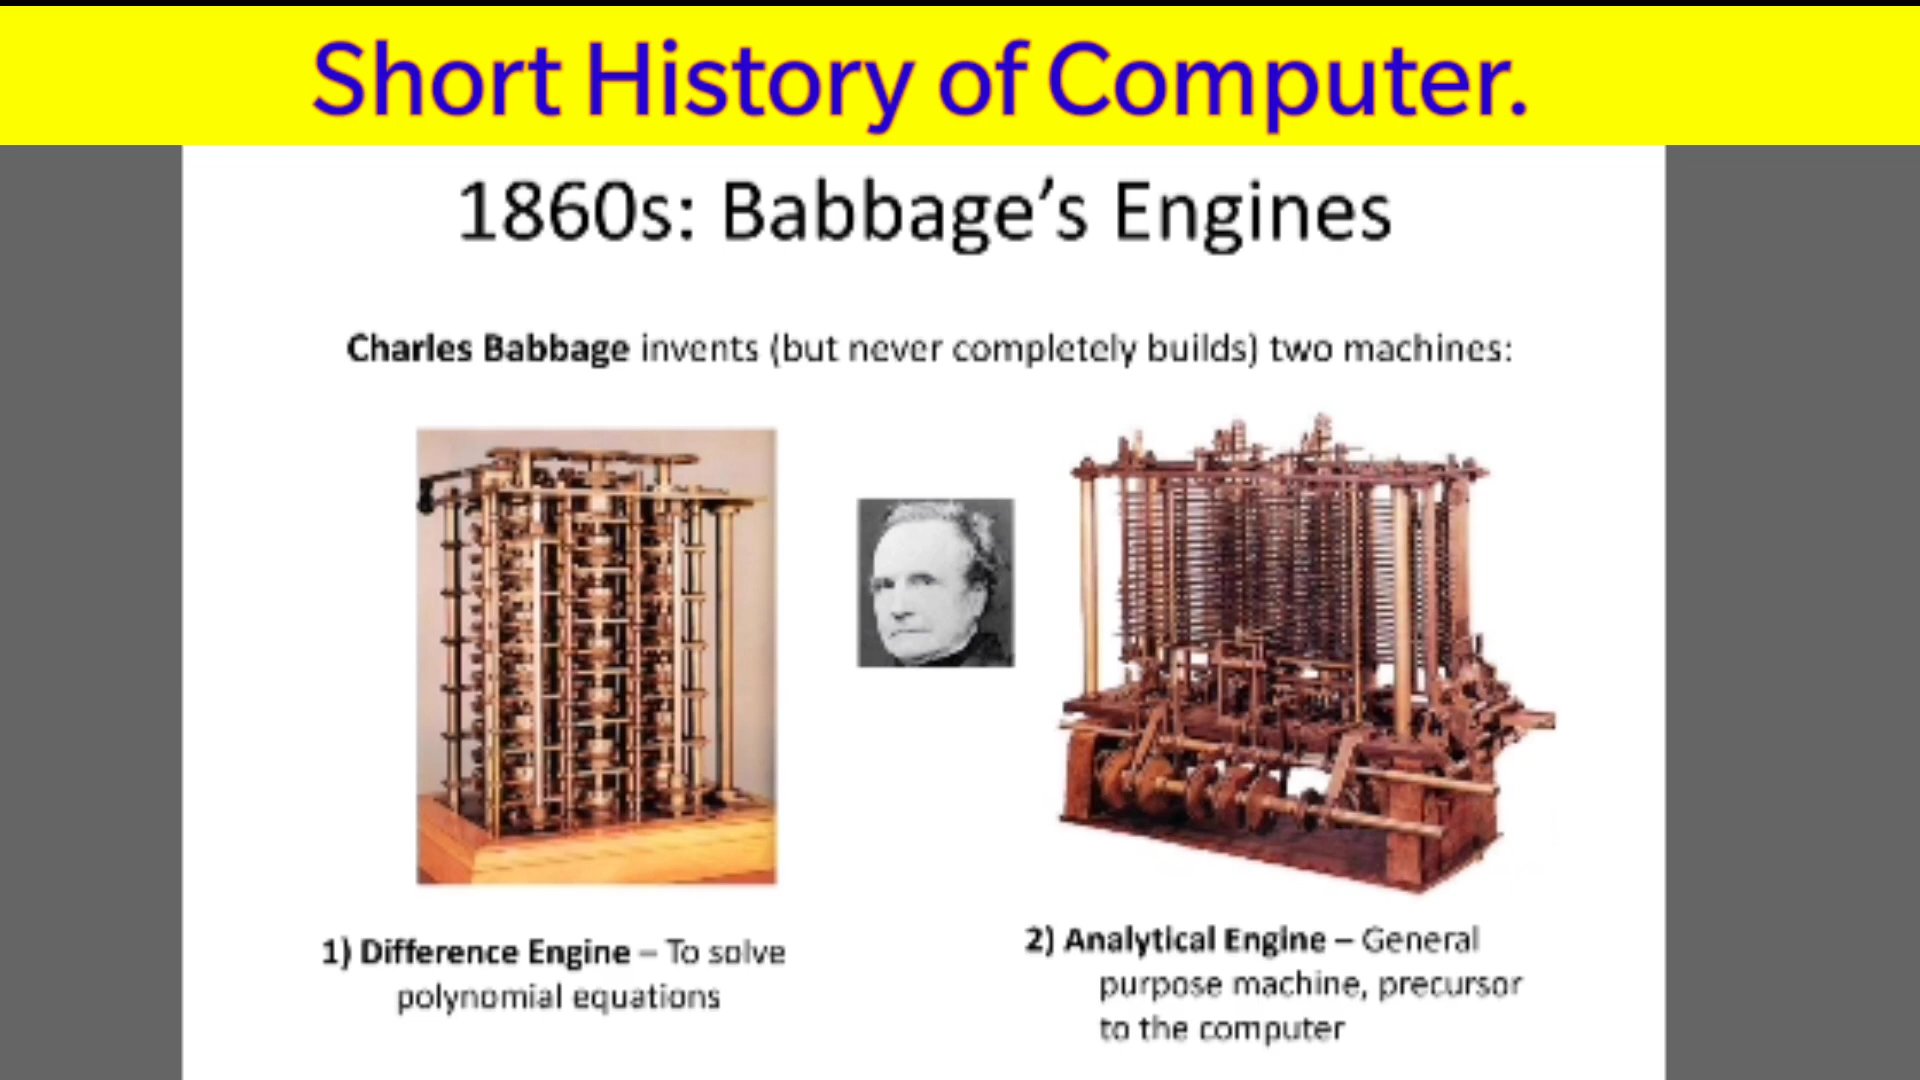 Short History of Computer.
1860s: Babbage's Engines
Charles Babbage invents (but never completely builds) two machines:
1) Difference Engine – To solve
polynomial equations
2) Analytical Engine – General
purpose machine, precursor
to the computer